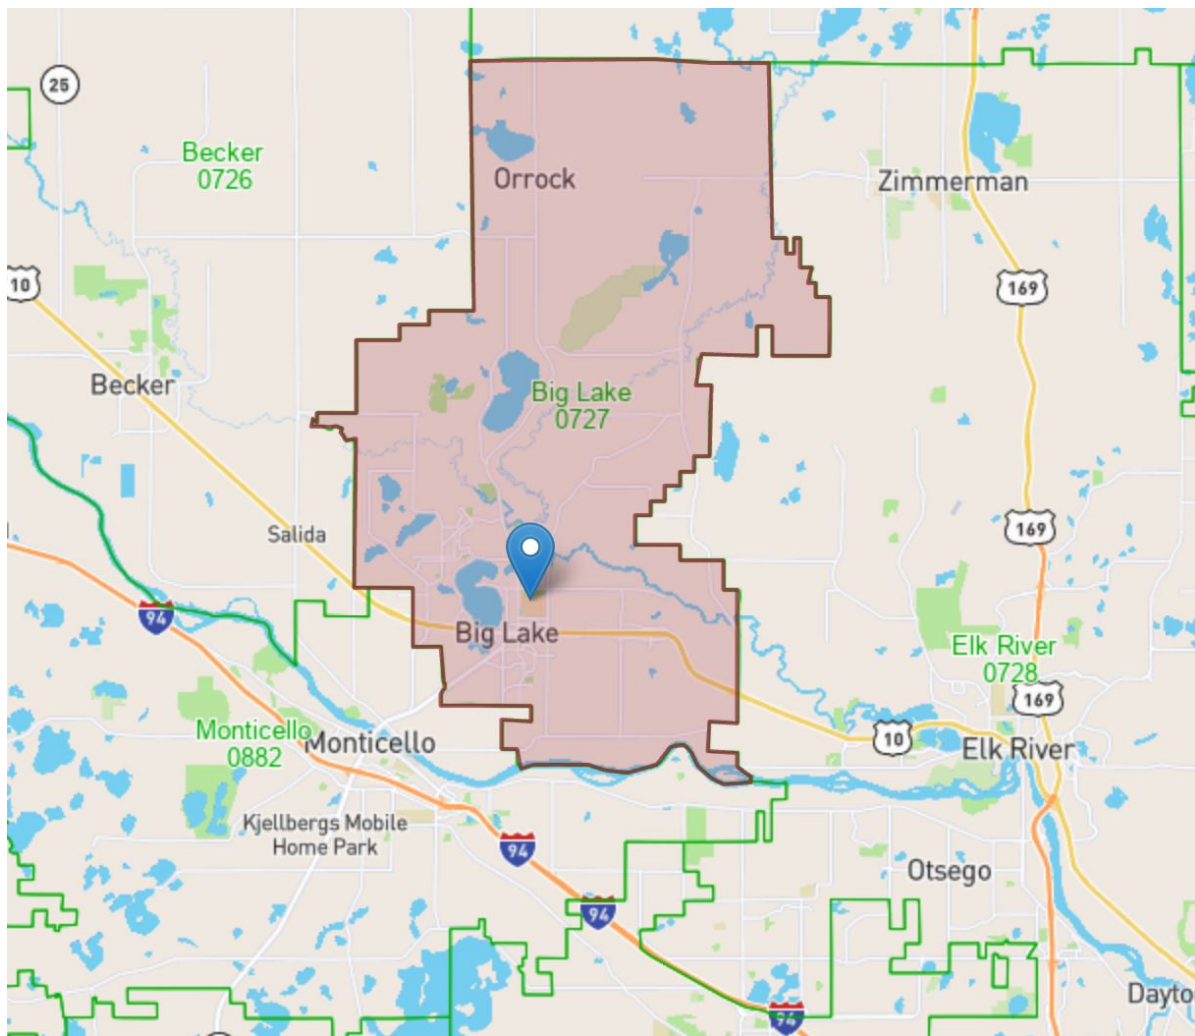 25
Becker
0726
Orrock
Zimmerman
10
169
Becker
Big Lake
0727
Salida
169
94
Big Lake
Elk River
0728
169
Monticello
0882
Monticello
10
Elk River
Kjellbergs Mobile
Home Park
94
Otsego
94
Dayto
94